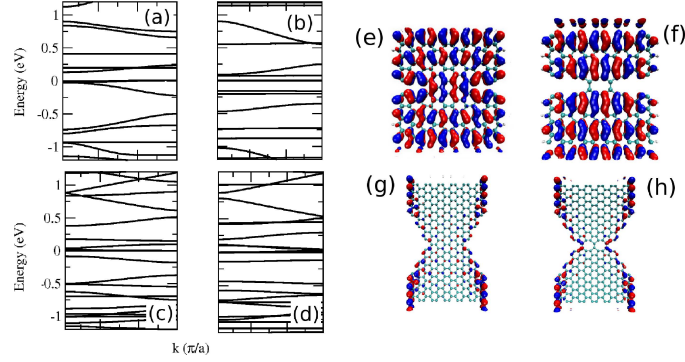 (a)
(b)
(e)
(f)
Energy (eV)
1
0.5
0
-0.5
-1
(g)
(h)
Energy (eV)
1
0.5
0
-0.5
-1
(c)
(d)
k (π/a)